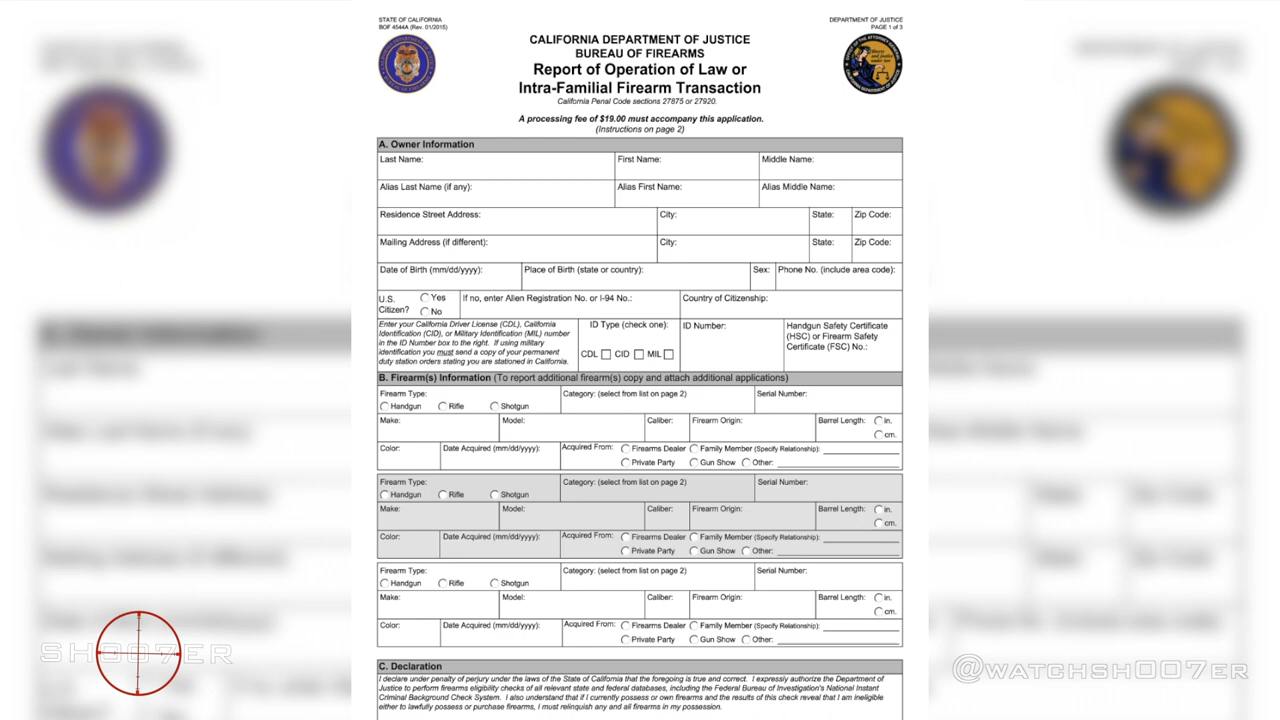 STATE OF CALIFORNIA
BOF 4544A (Rev. 01/2015)
DEPARTMENT OF JUSTICE
PAGE 1 of 3
CALIFORNIA DEPARTMENT OF JUSTICE
BUREAU OF FIREARMS
Report of Operation of Law or
Intra-Familial Firearm Transaction
California Penal Code sections 27875 or 27920.
A processing fee of $19.00 must accompany this application.
(Instructions on page 2)
A. Owner Information
Last Name: First Name: Middle Name:
Alias Last Name (if any): Alias First Name: Alias Middle Name:
Residence Street Address: City: State: Zip Code:
Mailing Address (if different): City: State: Zip Code:
Date of Birth (mm/dd/yyyy): Place of Birth (state or country): Sex: Phone No. (include area code):
U.S. Citizen? Yes No If no, enter Alien Registration No. or I-94 No.: Country of Citizenship:
Enter your California Driver License (CDL), California
Identification (CID), or Military Identification (MIL) number
in the ID Number box to the right. If using military
identification you must send a copy of your permanent
duty station orders stating you are stationed in California.
ID Type (check one):
CDL CID MIL
ID Number:
Handgun Safety Certificate
(HSC) or Firearm Safety
Certificate (FSC) No.:
B. Firearm(s) Information (To report additional firearm(s) copy and attach additional applications)
Firearm Type: Category: (select from list on page 2) Serial Number:
Handgun Rifle Shotgun
Make: Model: Caliber: Firearm Origin: Barrel Length: in.
cm.
Color: Date Acquired (mm/dd/yyyy): Acquired From: Firearms Dealer Family Member (Specify Relationship):
Private Party Gun Show Other:
Firearm Type: Category: (select from list on page 2) Serial Number:
Handgun Rifle Shotgun
Make: Model: Caliber: Firearm Origin: Barrel Length: in.
cm.
Color: Date Acquired (mm/dd/yyyy): Acquired From: Firearms Dealer Family Member (Specify Relationship):
Private Party Gun Show Other:
Firearm Type: Category: (select from list on page 2) Serial Number:
Handgun Rifle Shotgun
Make: Model: Caliber: Firearm Origin: Barrel Length: in.
cm.
Color: Date Acquired (mm/dd/yyyy): Acquired From: Firearms Dealer Family Member (Specify Relationship):
Private Party Gun Show Other:
C. Declaration
I declare under penalty of perjury under the laws of the State of California that the foregoing is true and correct. I expressly authorize the Department of
Justice to perform firearms eligibility checks of all relevant state and federal databases, including the Federal Bureau of Investigation's National Instant
Criminal Background Check System. I also understand that if I currently possess or own firearms and the results of this check reveal that I am ineligible
either to lawfully possess or purchase firearms, I must relinquish any and all firearms in my possession.
SH007ER
@WATCHSH007ER